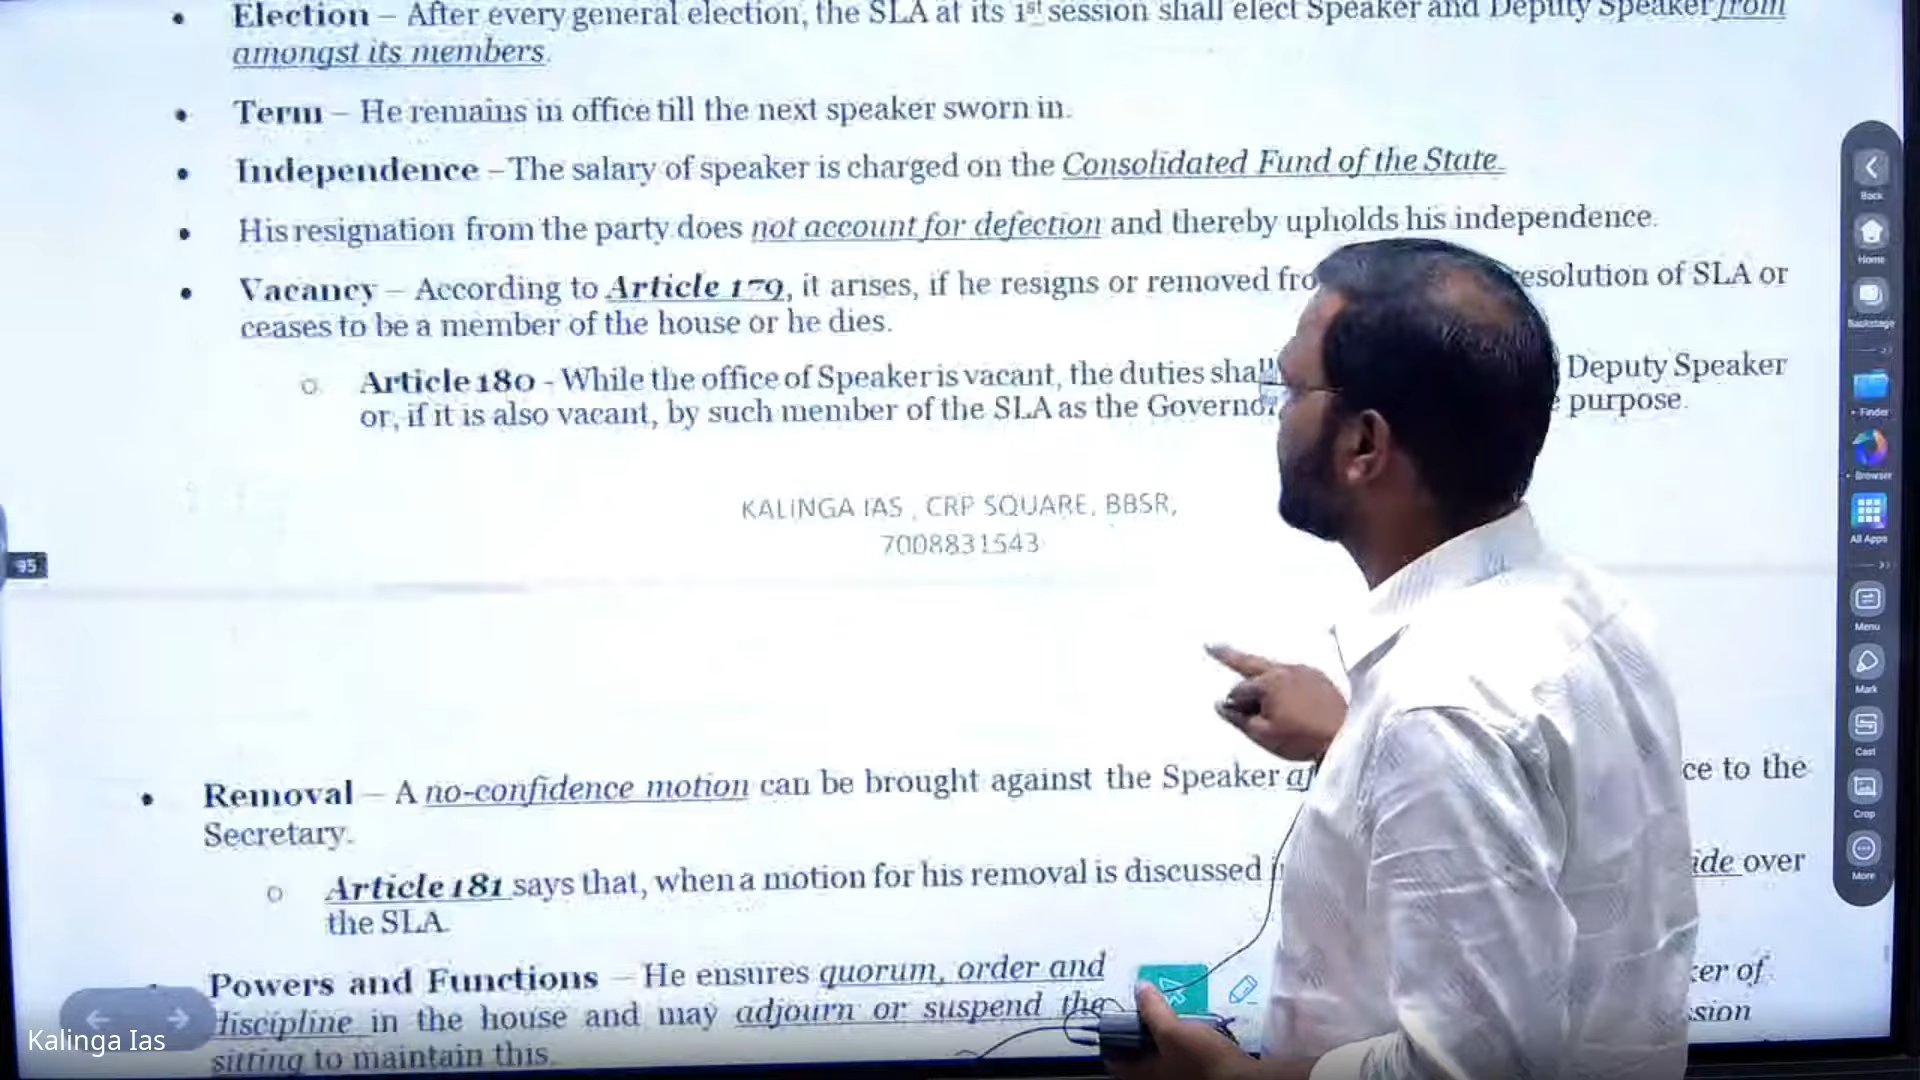 Election – After every general election, the SLA at its 1st session shall elect Speaker and Deputy Speaker from
amongst its members.
Term – He remains in office till the next speaker sworn in.
Independence – The salary of speaker is charged on the Consolidated Fund of the State.
His resignation from the party does not account for defection and thereby upholds his independence.
Vacancy – According to Article 179, it arises, if he resigns or removed esolution of SLA or
ceases to be a member of the house or he dies.
Article 180 - While the office of Speaker is vacant, the duties Deputy Speaker
or, if it is also vacant, by such member of the SLA as the purpose.
KALINGA IAS , CRP SQUARE, BBSR,
7008831543
95
Removal – A no-confidence motion can be brought against the Speaker ce to the
Secretary.
Article 181 says that, when a motion for his removal is discussed ide over
the SLA.
Powers and Functions – He ensures quorum, order and er of
discipline in the house and may adjourn or suspend the ssion
sitting to maintain this.
Kalinga Ias
Back
Home
Backstage
Finder
Browser
All Apps
Menu
Mark
Cast
Crop
More